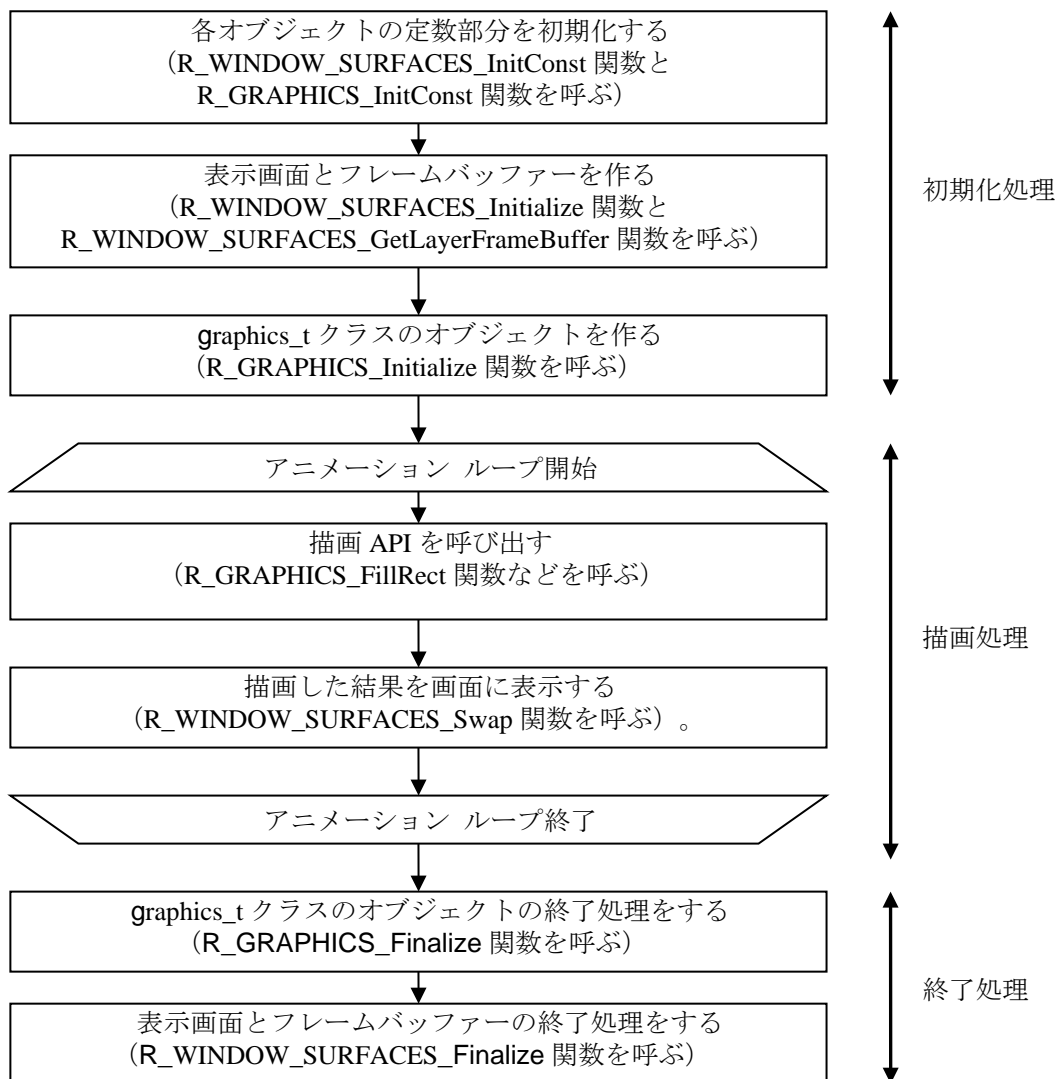 各オブジェクトの定数部分を初期化する
（R_WINDOW_SURFACES_InitConst 関数と
R_GRAPHICS_InitConst 関数を呼ぶ）
表示画面とフレームバッファーを作る
（R_WINDOW_SURFACES_Initialize 関数と
R_WINDOW_SURFACES_GetLayerFrameBuffer 関数を呼ぶ）
初期化処理
graphics_t クラスのオブジェクトを作る
（R_GRAPHICS_Initialize 関数を呼ぶ）
アニメーション ループ開始
描画 API を呼び出す
（R_GRAPHICS_FillRect 関数などを呼ぶ）
描画処理
描画した結果を画面に表示する
（R_WINDOW_SURFACES_Swap 関数を呼ぶ）。
アニメーション ループ終了
graphics_t クラスのオブジェクトの終了処理をする
（R_GRAPHICS_Finalize 関数を呼ぶ）
終了処理
表示画面とフレームバッファーの終了処理をする
（R_WINDOW_SURFACES_Finalize 関数を呼ぶ）